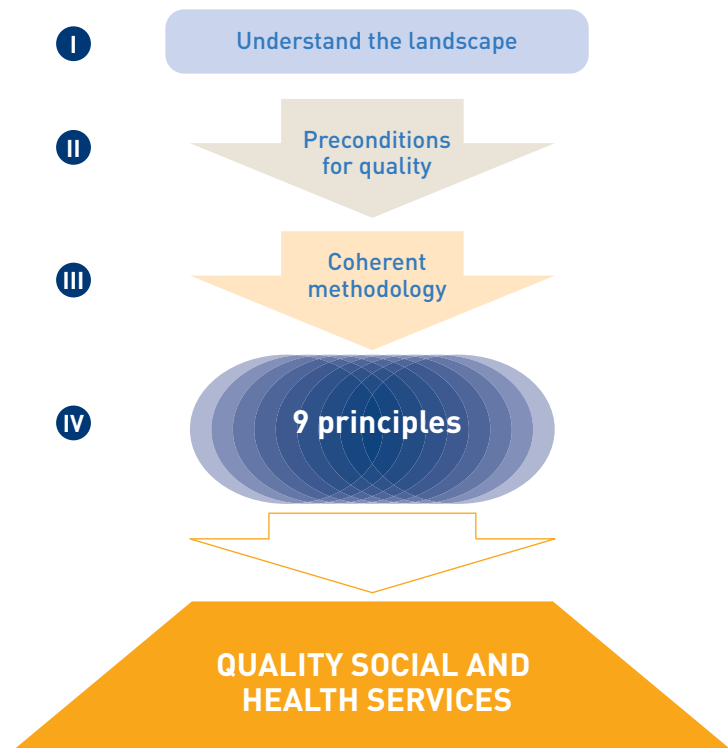 I
Understand the landscape
II
Preconditions
for quality
III
Coherent
methodology
IV
9 principles
QUALITY SOCIAL AND
HEALTH SERVICES